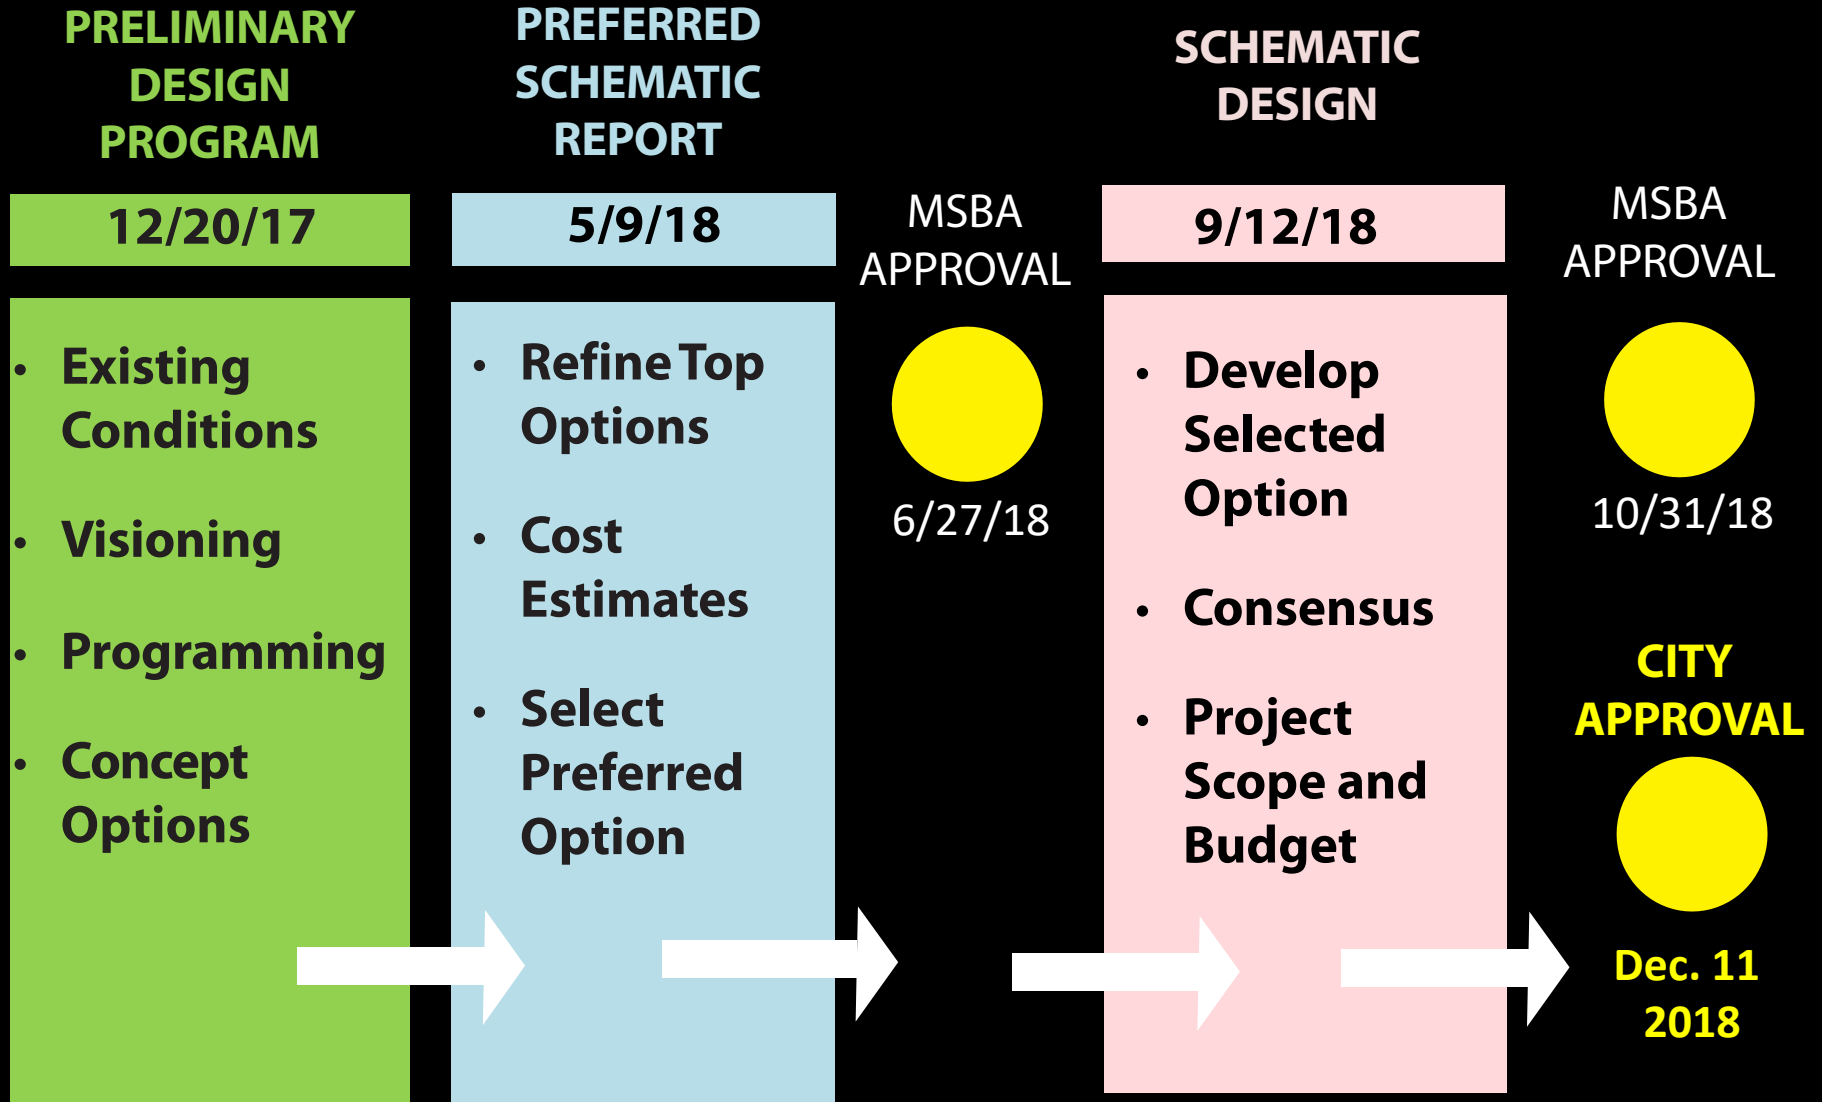 PRELIMINARY
DESIGN
PROGRAM
12/20/17
• Existing
Conditions
• Visioning
• Programming
• Concept
Options
PREFERRED
SCHEMATIC
REPORT
5/9/18
• Refine Top
Options
• Cost
Estimates
• Select
Preferred
Option
MSBA
APPROVAL
6/27/18
SCHEMATIC
DESIGN
9/12/18
• Develop
Selected
Option
• Consensus
• Project
Scope and
Budget
MSBA
APPROVAL
10/31/18
CITY
APPROVAL
Dec. 11
2018